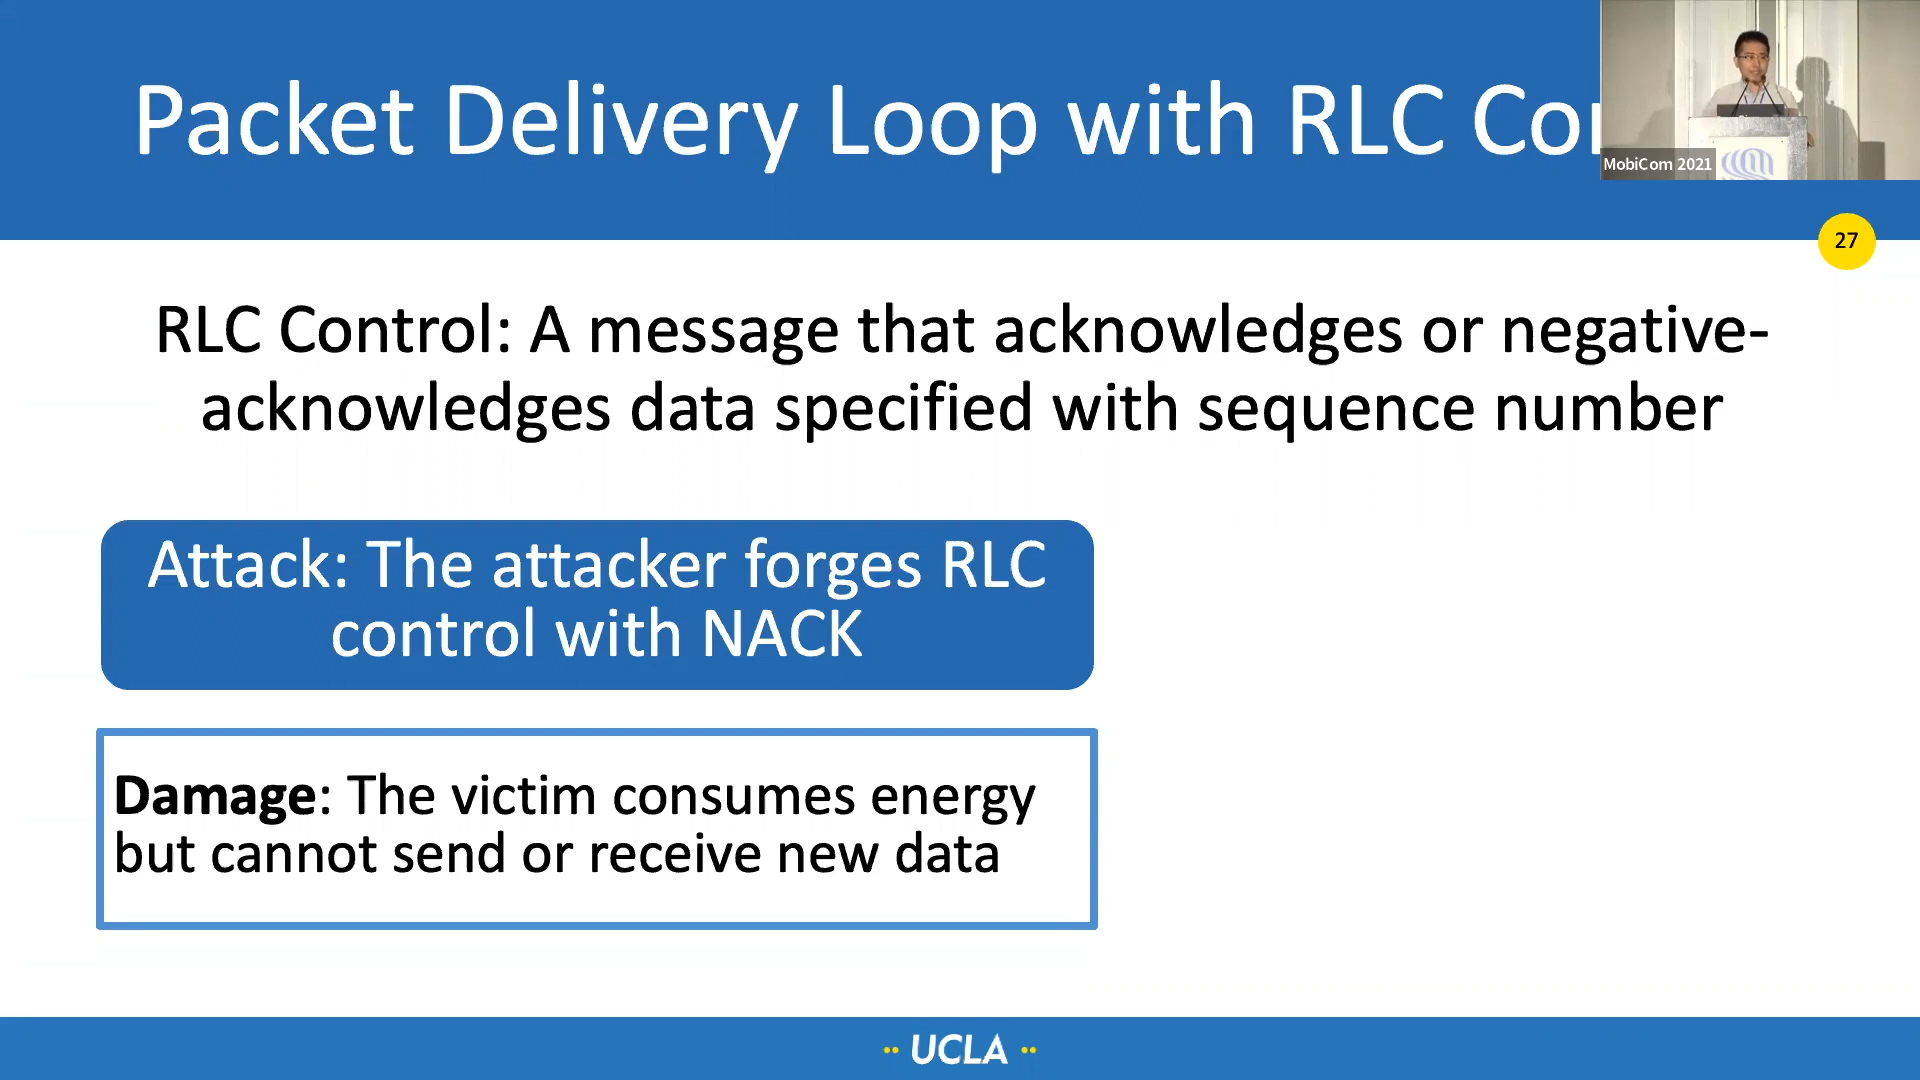 Packet Delivery Loop with RLC Co
MobiCom 2021
27
RLC Control: A message that acknowledges or negative-
acknowledges data specified with sequence number
Attack: The attacker forges RLC
control with NACK
Damage: The victim consumes energy
but cannot send or receive new data
UCLA